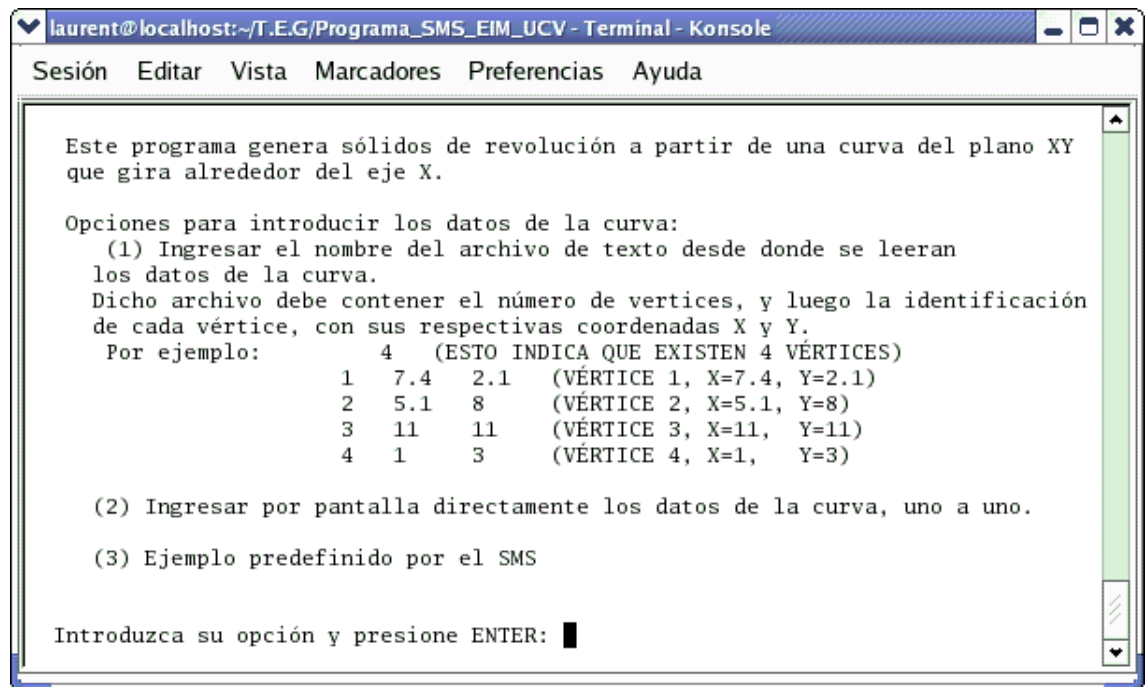 laurent@localhost:~/T.E.G/Programa_SMS_EIM_UCV - Terminal - Konsole
Sesión Editar Vista Marcadores Preferencias Ayuda
Este programa genera sólidos de revolución a partir de una curva del plano XY
que gira alrededor del eje X.
Opciones para introducir los datos de la curva:
(1) Ingresar el nombre del archivo de texto desde donde se leeran
los datos de la curva.
Dicho archivo debe contener el número de vertices, y luego la identificación
de cada vértice, con sus respectivas coordenadas X y Y.
Por ejemplo: 4 (ESTO INDICA QUE EXISTEN 4 VÉRTICES)
1 7.4 2.1 (VÉRTICE 1, X=7.4, Y=2.1)
2 5.1 8 (VÉRTICE 2, X=5.1, Y=8)
3 11 11 (VÉRTICE 3, X=11, Y=11)
4 1 3 (VÉRTICE 4, X=1, Y=3)
(2) Ingresar por pantalla directamente los datos de la curva, uno a uno.
(3) Ejemplo predefinido por el SMS
Introduzca su opción y presione ENTER: